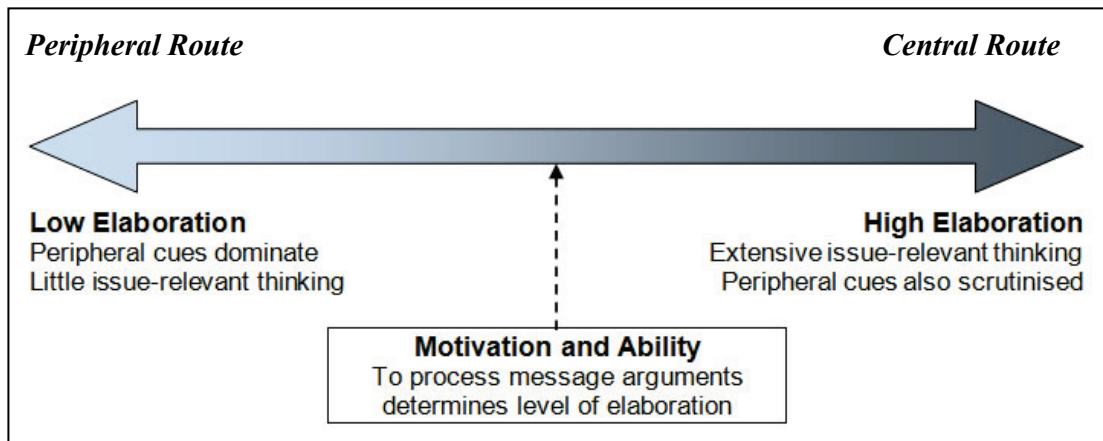 Peripheral Route
Central Route
Low Elaboration
Peripheral cues dominate
Little issue-relevant thinking
High Elaboration
Extensive issue-relevant thinking
Peripheral cues also scrutinised
Motivation and Ability
To process message arguments
determines level of elaboration